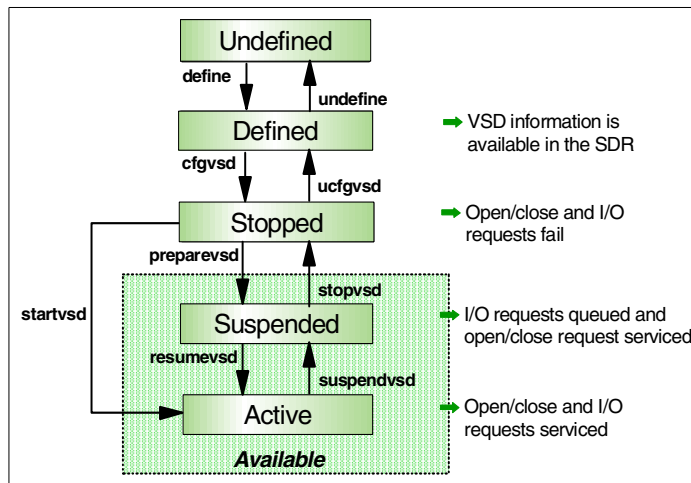 Undefined
define
undefine
Defined
VSD information is
available in the SDR
cfgvsd
ucfgvsd
Stopped
Open/close and I/O
requests fail
preparevsd
stopvsd
startvsd
Suspended
I/O requests queued and
open/close request serviced
resumevsd
suspendvsd
Active
Open/close and I/O
requests serviced
Available